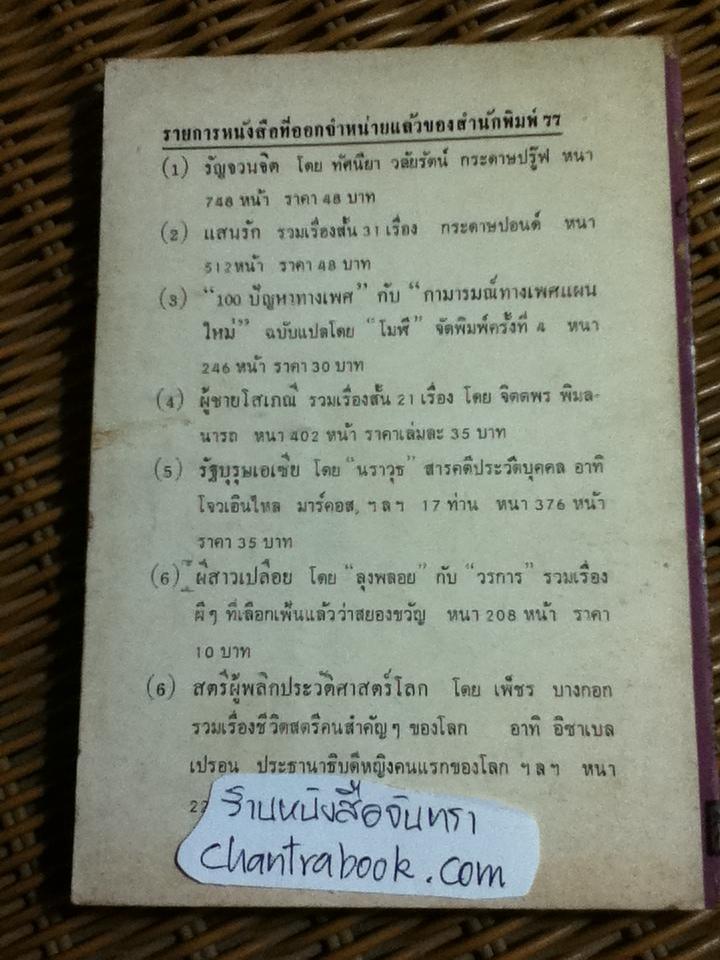 รายการหนังสือที่ออกจำหน่ายแล้วของสำนักพิมพ์ รร
(1) รัญจวนจิต โดย ทัศนียา วลัยรัตน์ กระดาษปรู๊ฟ หนา
748 หน้า ราคา 48 บาท
(2) แสนรัก รวมเรื่องสั้น 31 เรื่อง กระดาษปอนด์ หนา
512 หน้า ราคา 48 บาท
(3) “100 ปัญหาทางเพศ” กับ “กามารมณ์ทางเพศแผน
ใหม่” ฉบับแปลโดย “โมฬี” จัดพิมพ์ครั้งที่ 4 หนา
246 หน้า ราคา 30 บาท
(4) ผู้ชายโสเภณี รวมเรื่องสั้น 21 เรื่อง โดย จิตตพร พิมล-
นารถ หนา 402 หน้า ราคาเล่มละ 35 บาท
(5) รัฐบุรุษเอเซีย โดย “นราวุธ” สารคดีประวัติบุคคล อาทิ
โจวเอินไหล มาร์คอส, ฯลฯ 17 ท่าน หนา 376 หน้า
ราคา 35 บาท
(6) ผีสาวเปลือย โดย “ลุงพลอย” กับ “วรการ” รวมเรื่อง
ผีๆ ที่เลือกเฟ้นแล้วว่าสยองขวัญ หนา 208 หน้า ราคา
10 บาท
(6) สตรีผู้พลิกประวัติศาสตร์โลก โดย เพ็ชร บางกอก
รวมเรื่องชีวิตสตรีคนสำคัญๆ ของโลก อาทิ อิซาเบล
เปรอน ประธานาธิบดีหญิงคนแรกของโลก ฯลฯ หนา
ร้านหนังสือจันทรา
chantrabook.com